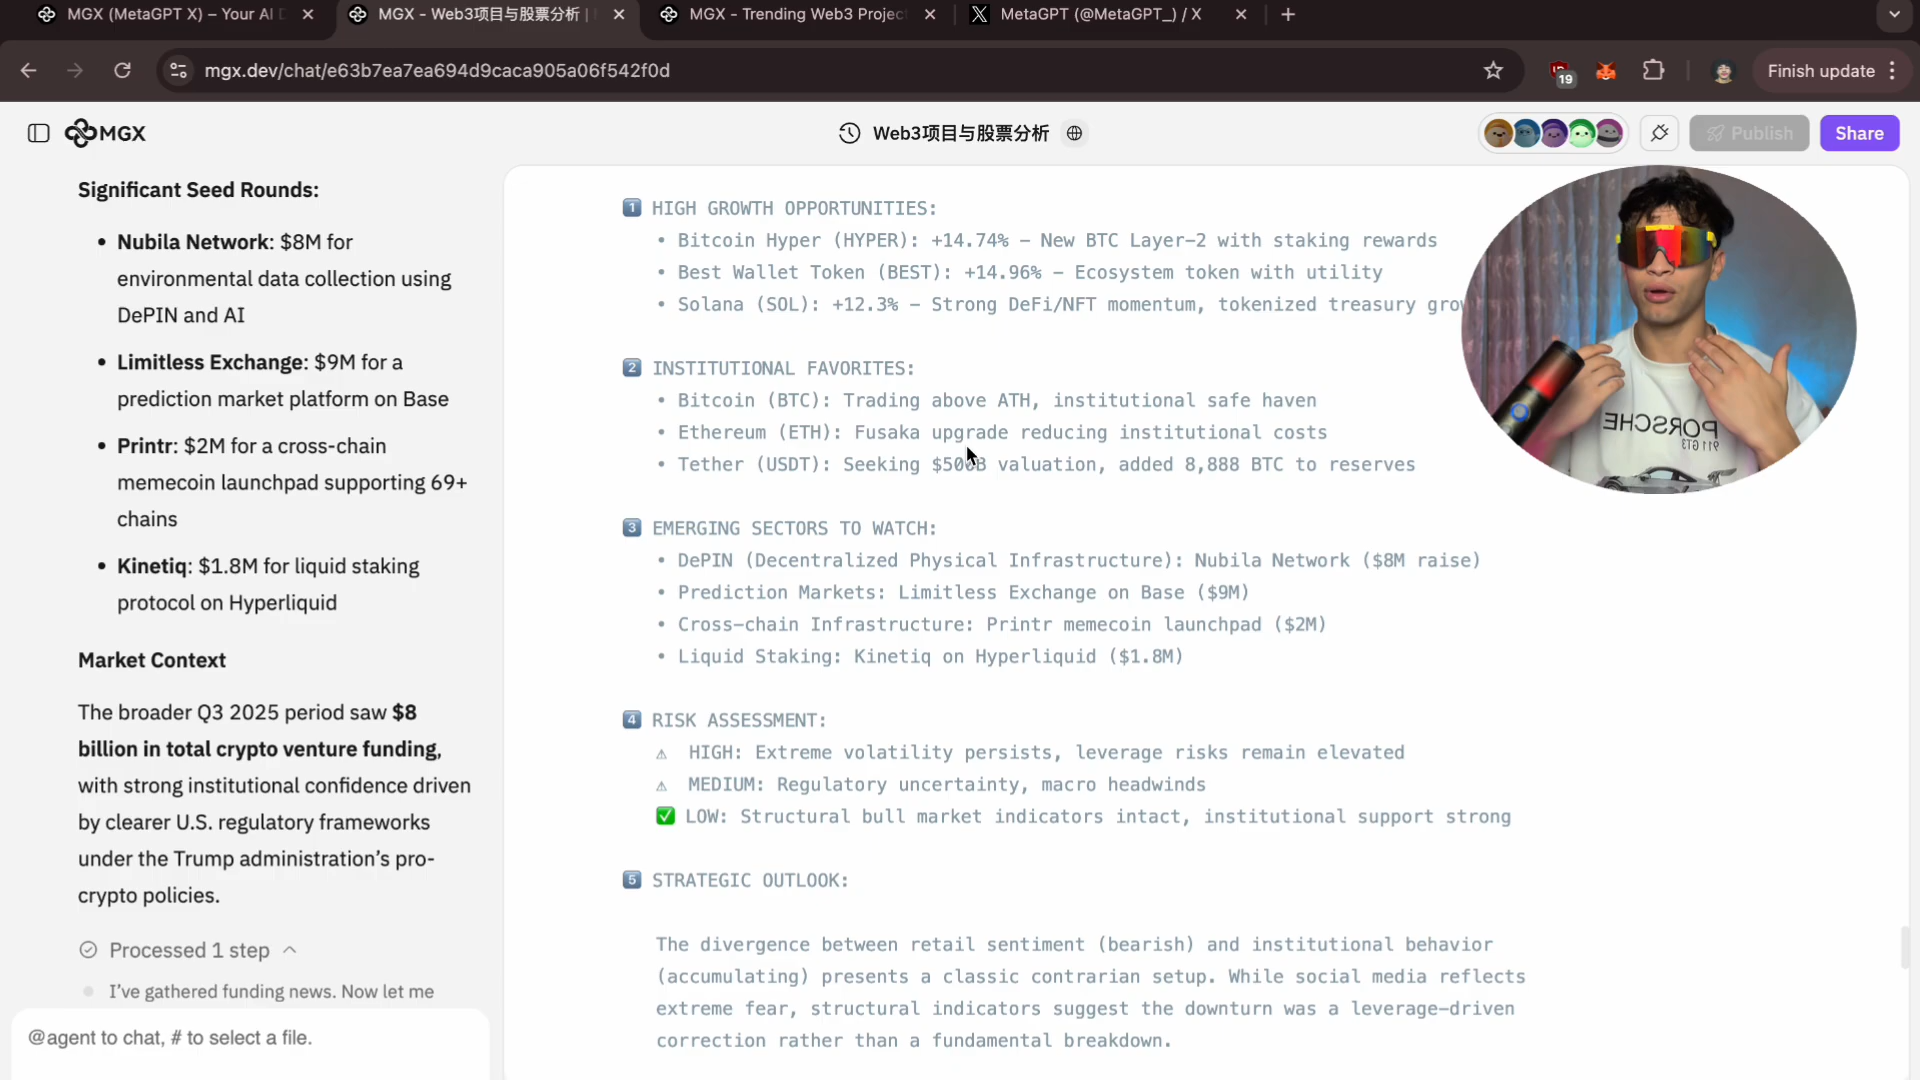 MGX (MetaGPT X) – Your AI D
MGX - Web3项目与股票分析 |
MGX - Trending Web3 Projec
MetaGPT (@MetaGPT_) / X
mgx.dev/chat/e63b7ea7ea694d9caca905a06f542f0d
19
Finish update
MGX
Web3项目与股票分析
Publish
Share
Significant Seed Rounds:
• Nubila Network: $8M for
environmental data collection using
DePIN and AI
• Limitless Exchange: $9M for a
prediction market platform on Base
• Printr: $2M for a cross-chain
memecoin launchpad supporting 69+
chains
• Kinetiq: $1.8M for liquid staking
protocol on Hyperliquid
Market Context
The broader Q3 2025 period saw $8
billion in total crypto venture funding,
with strong institutional confidence driven
by clearer U.S. regulatory frameworks
under the Trump administration's pro-
crypto policies.
Processed 1 step
I've gathered funding news. Now let me
@agent to chat, # to select a file.
1 HIGH GROWTH OPPORTUNITIES:
• Bitcoin Hyper (HYPER): +14.74% – New BTC Layer-2 with staking rewards
• Best Wallet Token (BEST): +14.96% – Ecosystem token with utility
• Solana (SOL): +12.3% – Strong DeFi/NFT momentum, tokenized treasury grow
2 INSTITUTIONAL FAVORITES:
• Bitcoin (BTC): Trading above ATH, institutional safe haven
• Ethereum (ETH): Fusaka upgrade reducing institutional costs
• Tether (USDT): Seeking $500B valuation, added 8,888 BTC to reserves
3 EMERGING SECTORS TO WATCH:
• DePIN (Decentralized Physical Infrastructure): Nubila Network ($8M raise)
• Prediction Markets: Limitless Exchange on Base ($9M)
• Cross-chain Infrastructure: Printr memecoin launchpad ($2M)
• Liquid Staking: Kinetiq on Hyperliquid ($1.8M)
4 RISK ASSESSMENT:
⚠ HIGH: Extreme volatility persists, leverage risks remain elevated
⚠ MEDIUM: Regulatory uncertainty, macro headwinds
✅ LOW: Structural bull market indicators intact, institutional support strong
5 STRATEGIC OUTLOOK:
The divergence between retail sentiment (bearish) and institutional behavior
(accumulating) presents a classic contrarian setup. While social media reflects
extreme fear, structural indicators suggest the downturn was a leverage-driven
correction rather than a fundamental breakdown.
PORSCHE
911 GT3